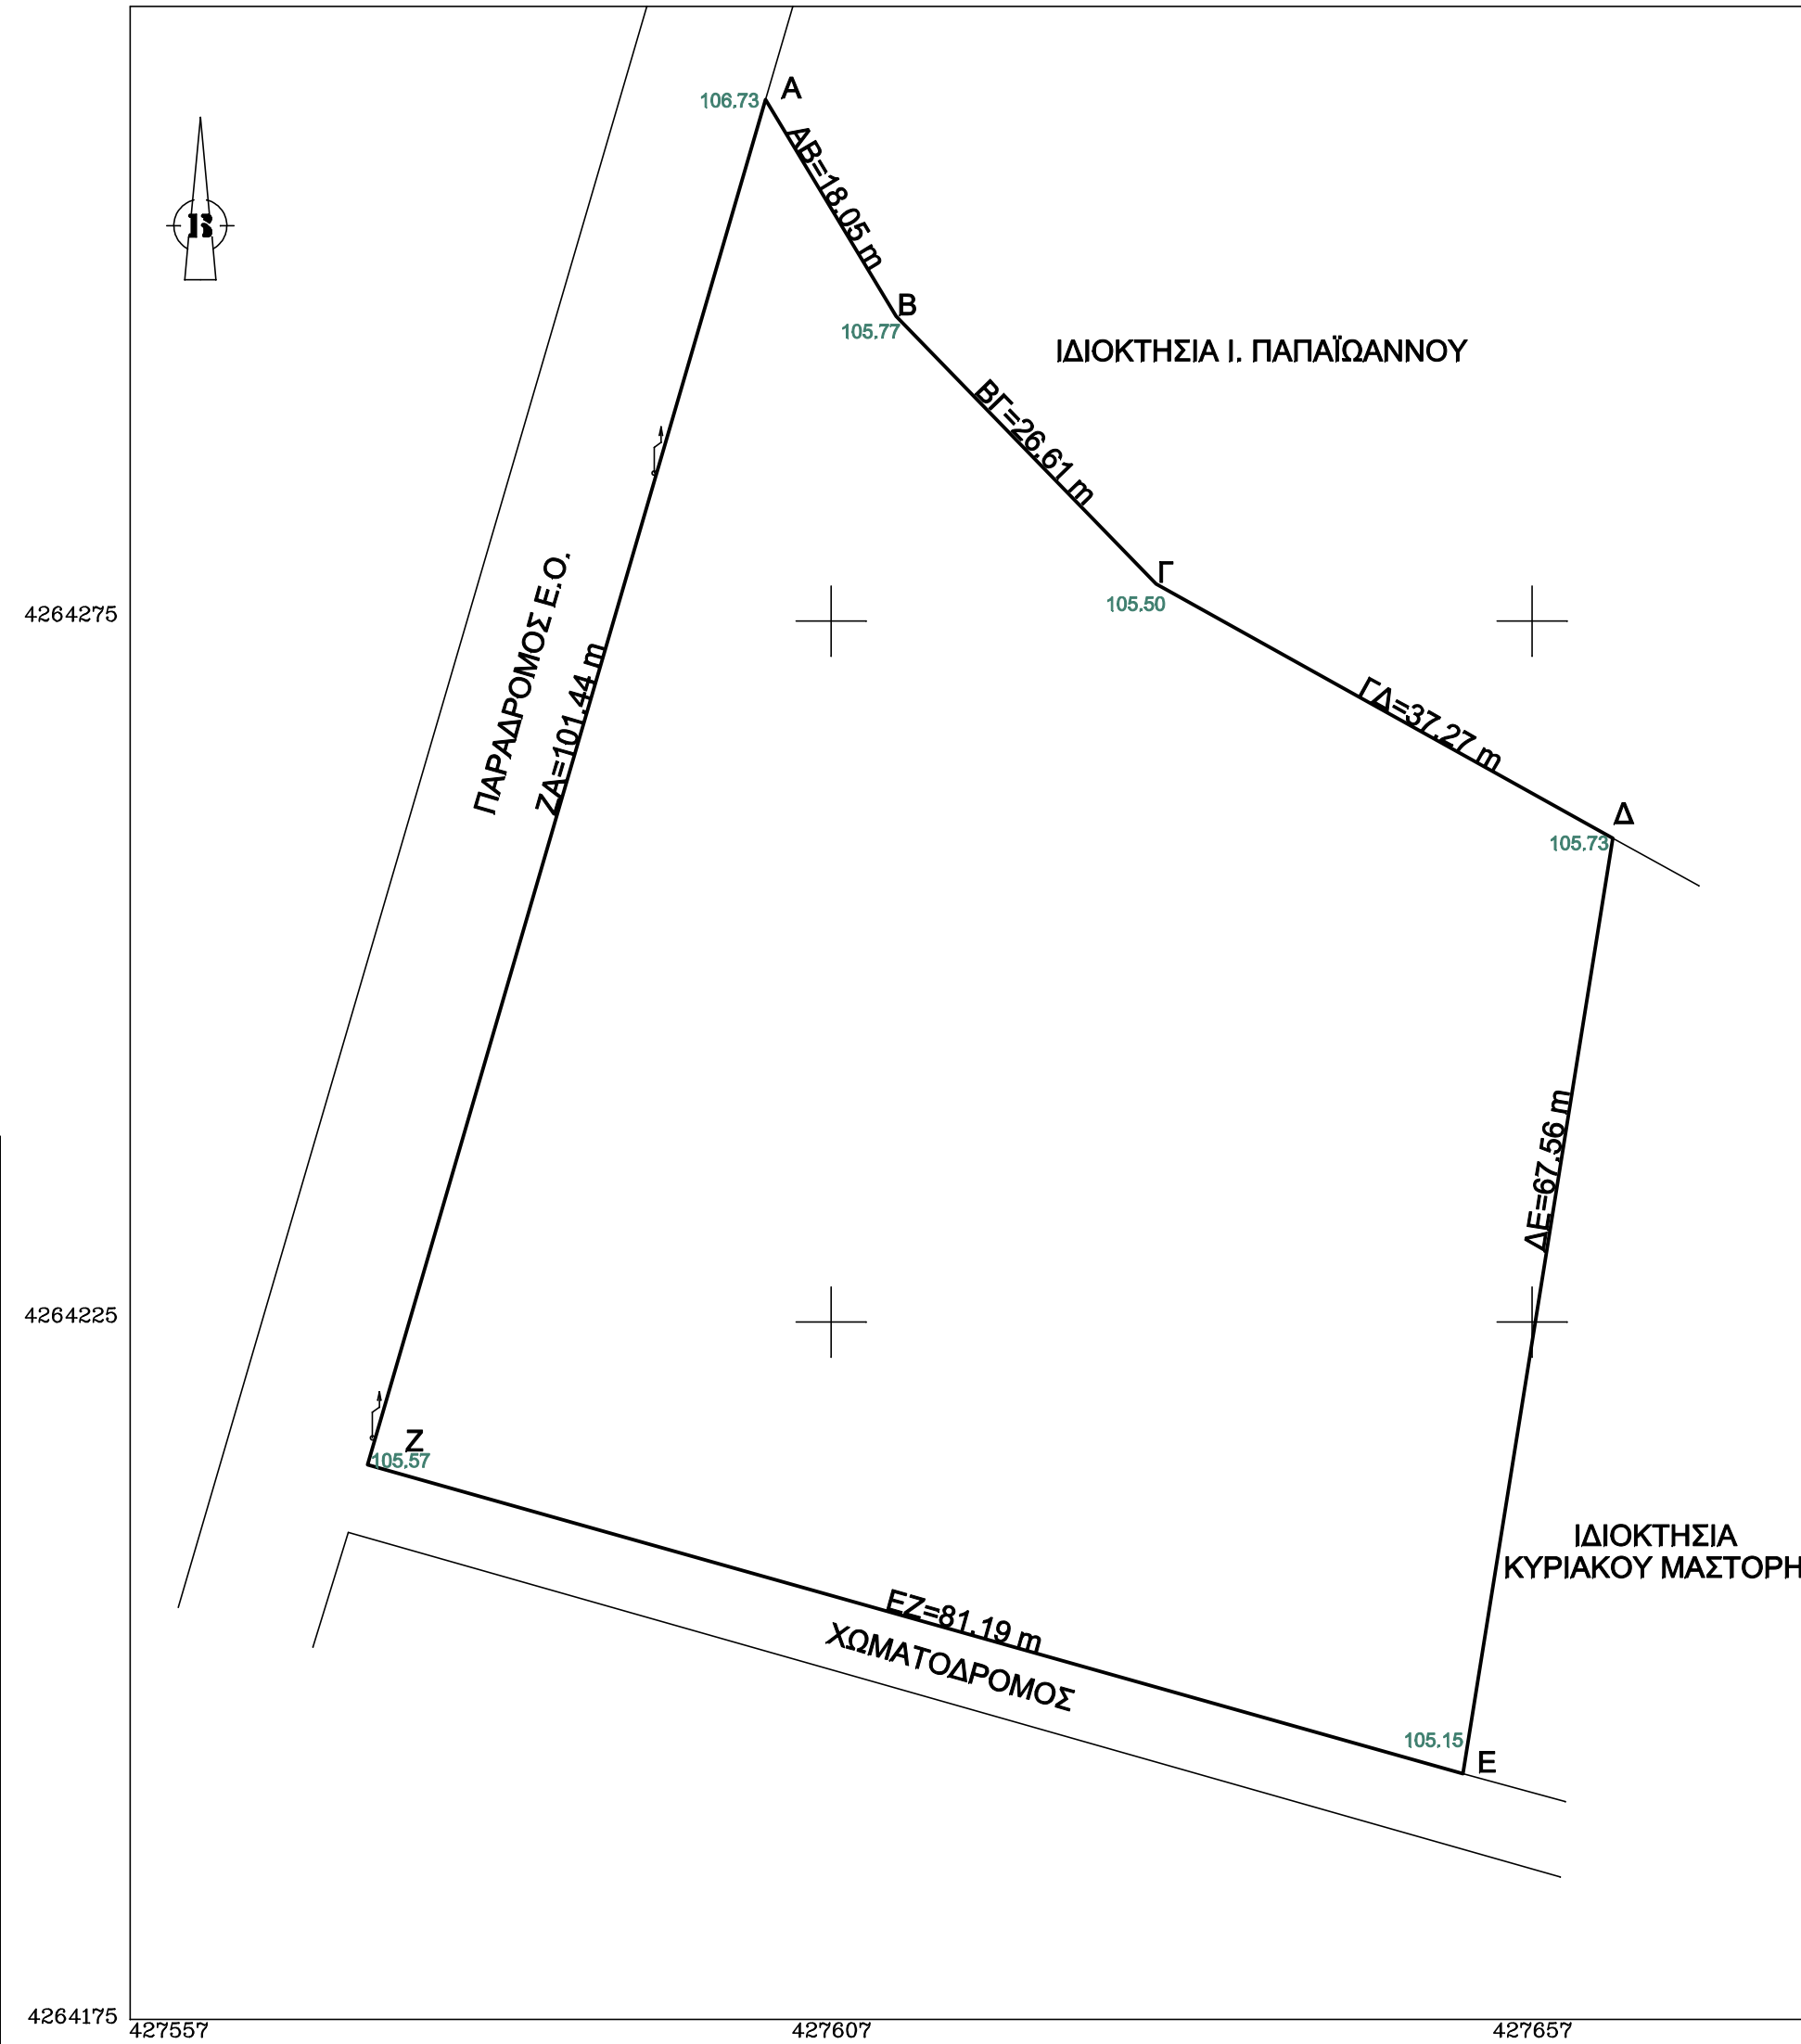 Α
106.73
ΑΒ=18.05 m
Β
Β
105.77
ΙΔΙΟΚΤΗΣΙΑ Ι. ΠΑΠΑΪΩΑΝΝΟΥ
ΒΓ=26.61 m
Γ
105.50
4264275
ΠΑΡΑΔΡΟΜΟΣ Ε.Ο.
ΖΑ=101.44 m
ΓΔ=37.27 m
Δ
105.73
ΔΕ=67.56 m
4264225
Ζ
105.57
ΙΔΙΟΚΤΗΣΙΑ
ΚΥΡΙΑΚΟΥ ΜΑΣΤΟΡΗ
ΕΖ=81.19 m
ΧΩΜΑΤΟΔΡΟΜΟΣ
105.15
Ε
4264175
427557
427607
427657